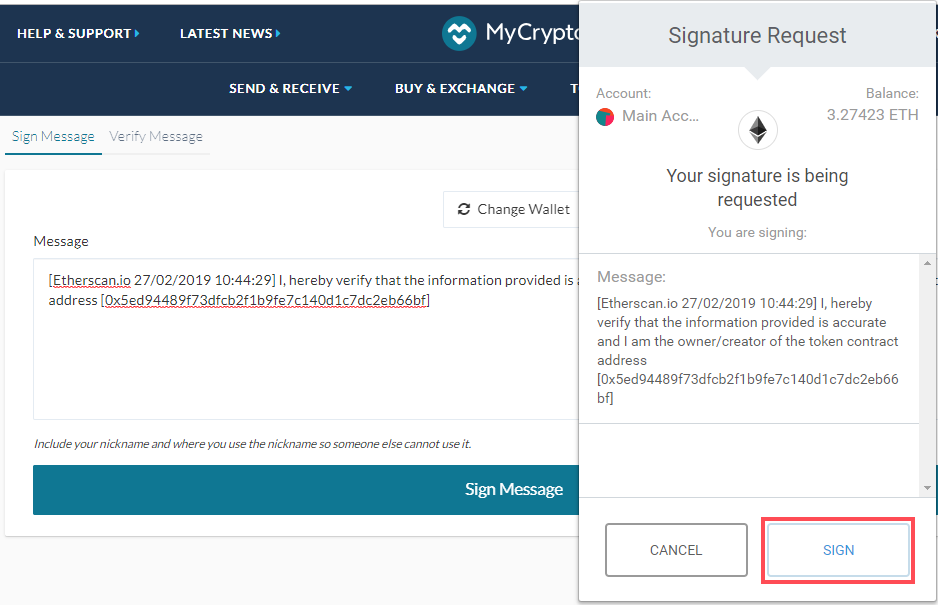 HELP & SUPPORT
LATEST NEWS
MyCrypto
SEND & RECEIVE
BUY & EXCHANGE
Sign Message
Verify Message
Change Wallet
Message
[Etherscan.io 27/02/2019 10:44:29] I, hereby verify that the information provided is
address [0x5ed94489f73dfcb2f1b9fe7c140d1c7dc2eb66bf]
Include your nickname and where you use the nickname so someone else cannot use it.
Sign Message
Signature Request
Account:
Balance:
Main Acc...
3.27423 ETH
Your signature is being
requested
You are signing:
Message:
[Etherscan.io 27/02/2019 10:44:29] I, hereby
verify that the information provided is accurate
and I am the owner/creator of the token contract
address
[0x5ed94489f73dfcb2f1b9fe7c140d1c7dc2eb66
bf]
CANCEL
SIGN